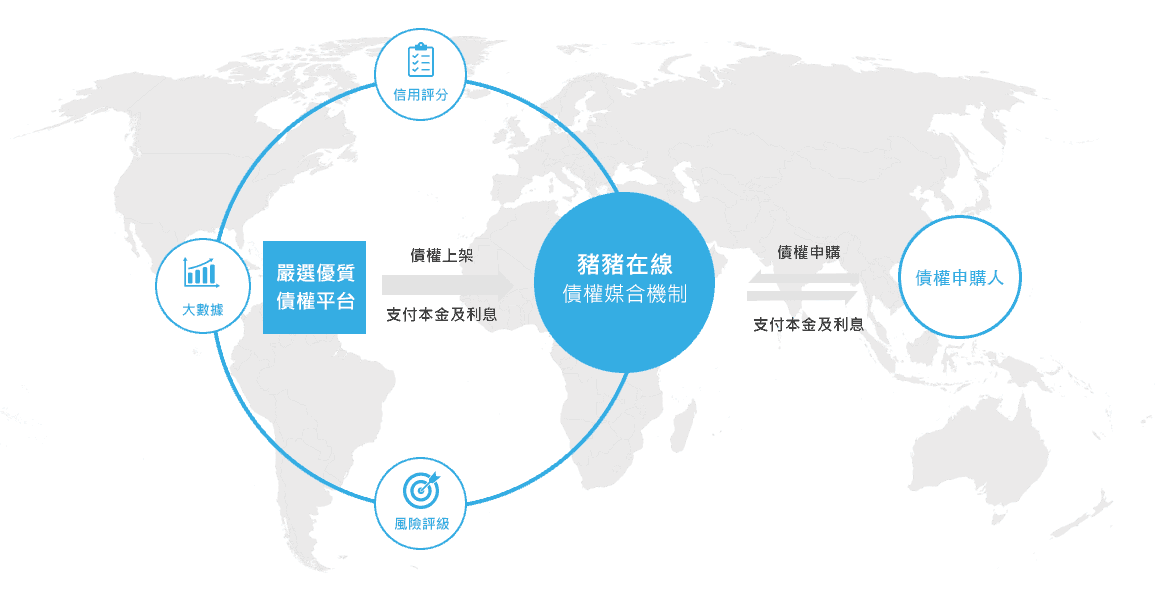 信用評分
大數據
嚴選優質
債權平台
債權上架
支付本金及利息
豬豬在線
債權媒合機制
債權申購
支付本金及利息
債權申購人
風險評級